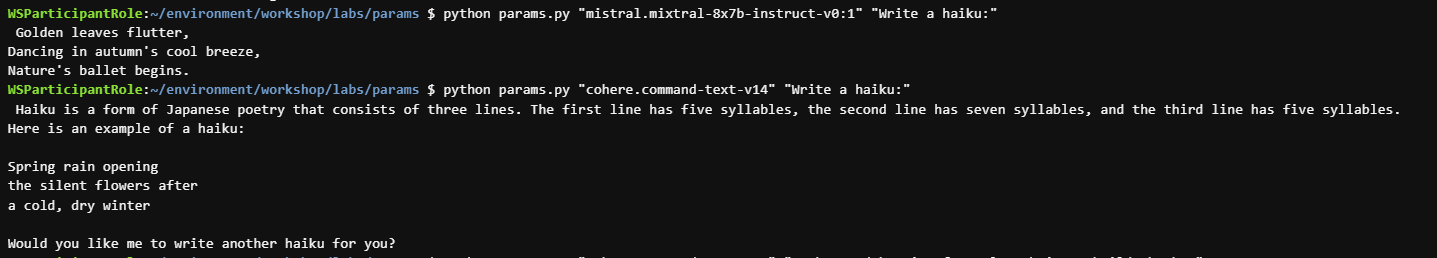 WSParticipantRole:~/environment/workshop/labs/params $ python params.py "mistral.mixtral-8x7b-instruct-v0:1" "Write a haiku:"
Golden leaves flutter,
Dancing in autumn's cool breeze,
Nature's ballet begins.
WSParticipantRole:~/environment/workshop/labs/params $ python params.py "cohere.command-text-v14" "Write a haiku:"
Haiku is a form of Japanese poetry that consists of three lines. The first line has five syllables, the second line has seven syllables, and the third line has five syllables.
Here is an example of a haiku:
Spring rain opening
the silent flowers after
a cold, dry winter
Would you like me to write another haiku for you?